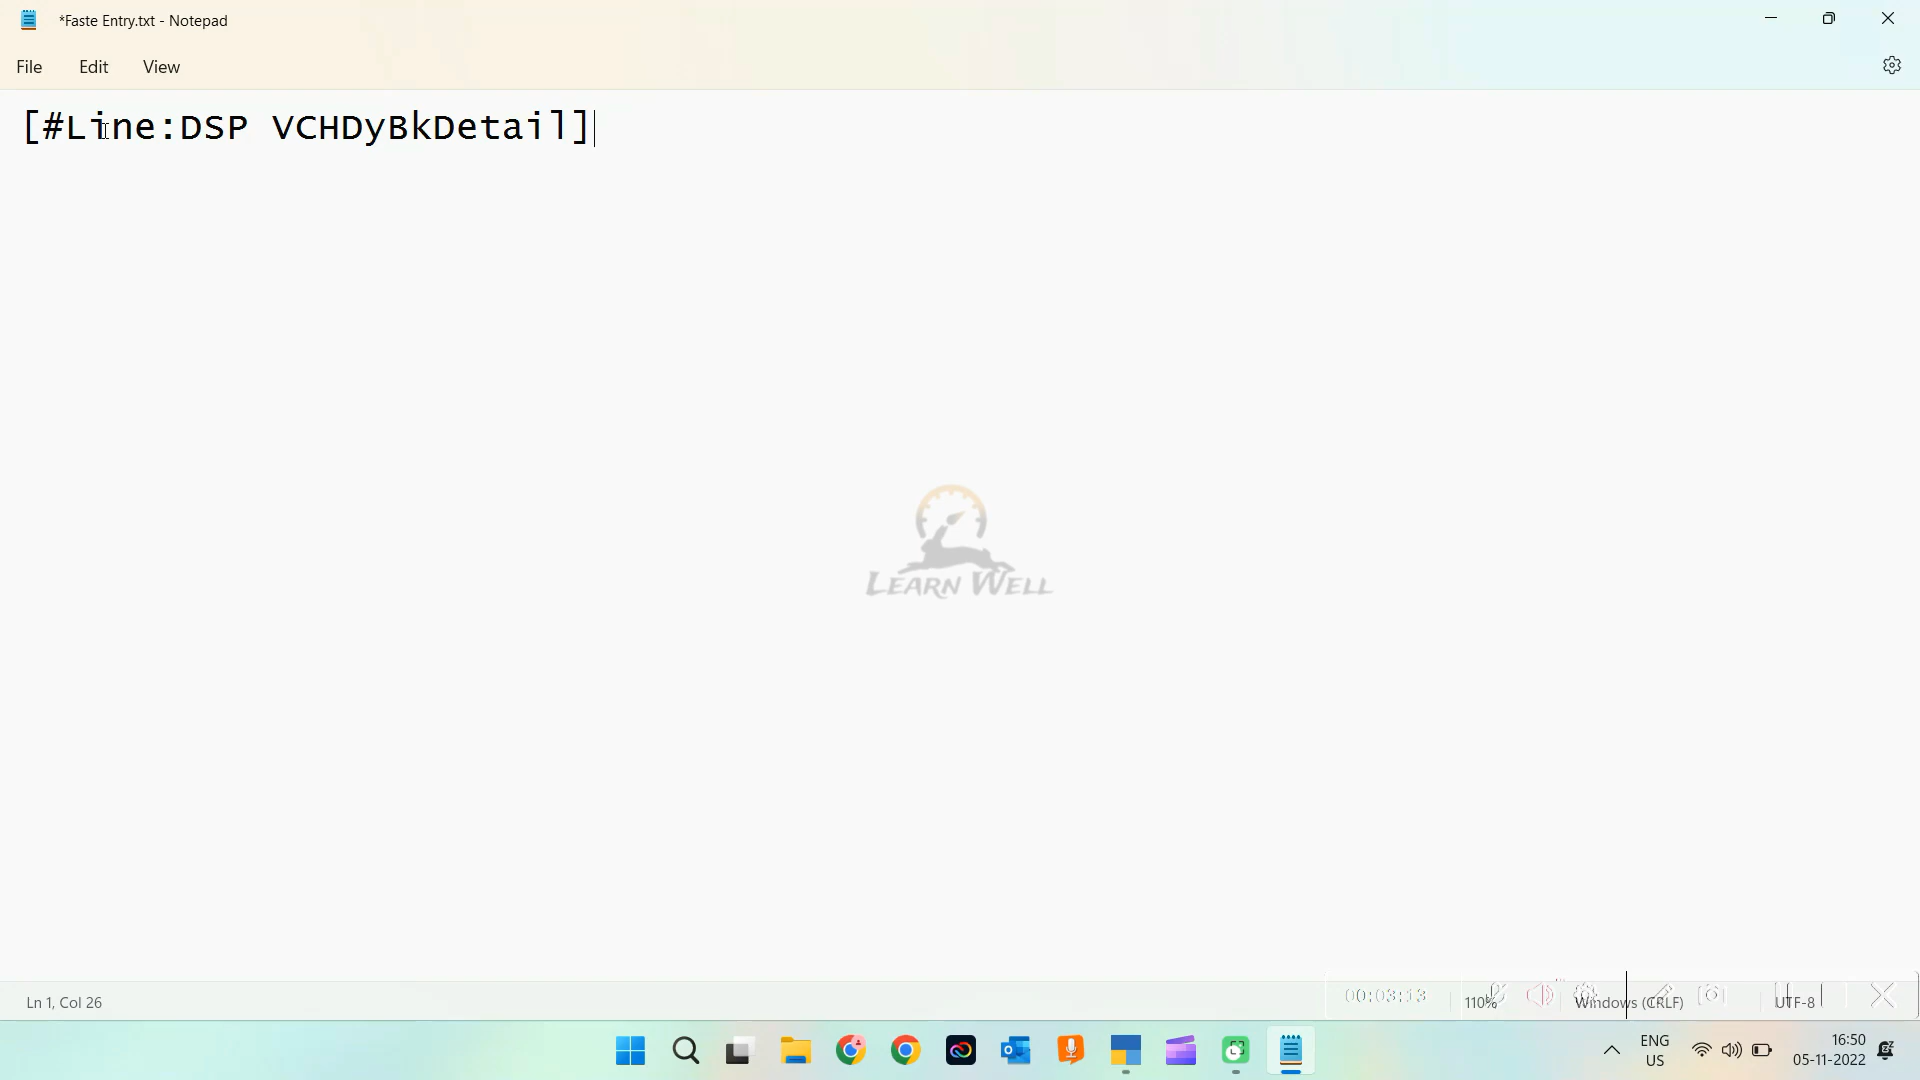 *Faste Entry.txt - Notepad
File Edit View
[#Line:DSP VCHDyBkDetail]
LEARN WELL
Ln 1, Col 26
00:03:13
110%
Windows (CRLF)
UTF-8
ENG
US
16:50
05-11-2022